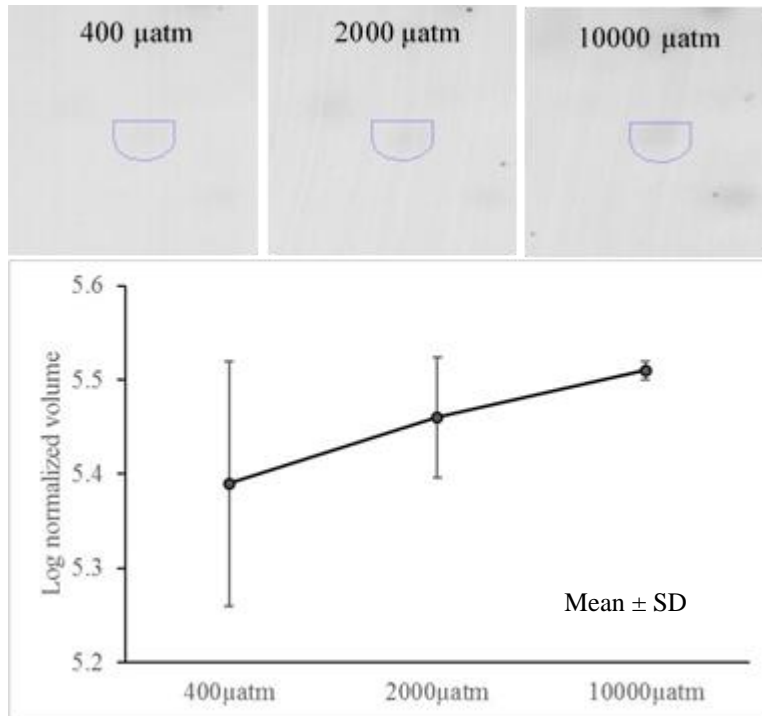 400 µatm
2000 µatm
10000 µatm
5.6
5.5
5.4
5.3
5.2
Log normalized volume
Mean ± SD
400µatm
2000µatm
10000µatm